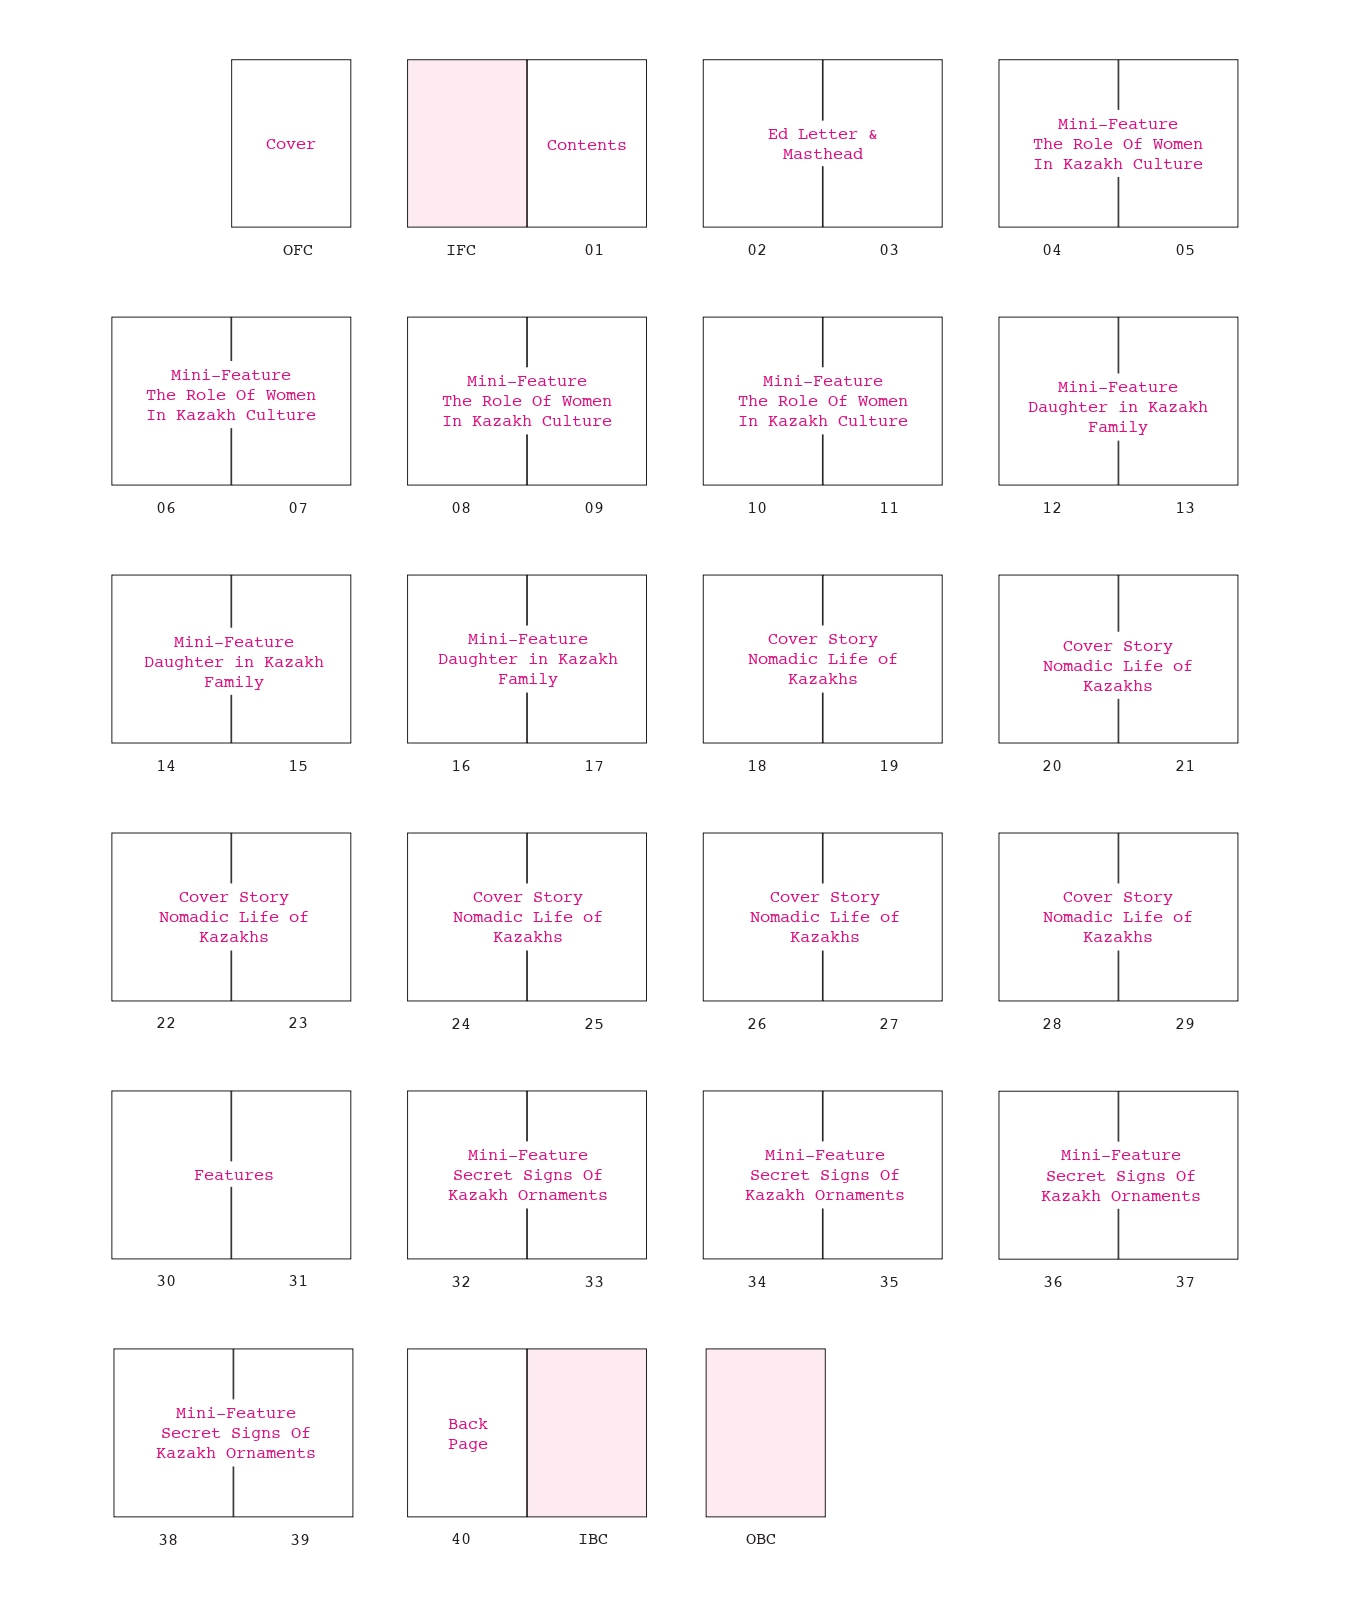 Cover
OFC
Contents
IFC
01
Ed Letter &
Masthead
02
03
Mini-Feature
The Role Of Women
In Kazakh Culture
04
05
Mini-Feature
The Role Of Women
In Kazakh Culture
06
07
Mini-Feature
The Role Of Women
In Kazakh Culture
08
09
Mini-Feature
The Role Of Women
In Kazakh Culture
10
11
Mini-Feature
Daughter in Kazakh
Family
12
13
Mini-Feature
Daughter in Kazakh
Family
14
15
Mini-Feature
Daughter in Kazakh
Family
16
17
Cover Story
Nomadic Life of
Kazakhs
18
19
Cover Story
Nomadic Life of
Kazakhs
20
21
Cover Story
Nomadic Life of
Kazakhs
22
23
Cover Story
Nomadic Life of
Kazakhs
24
25
Cover Story
Nomadic Life of
Kazakhs
26
27
Cover Story
Nomadic Life of
Kazakhs
28
29
Features
30
31
Mini-Feature
Secret Signs Of
Kazakh Ornaments
32
33
Mini-Feature
Secret Signs Of
Kazakh Ornaments
34
35
Mini-Feature
Secret Signs Of
Kazakh Ornaments
36
37
Mini-Feature
Secret Signs Of
Kazakh Ornaments
38
39
Back
Page
40
IBC
OBC